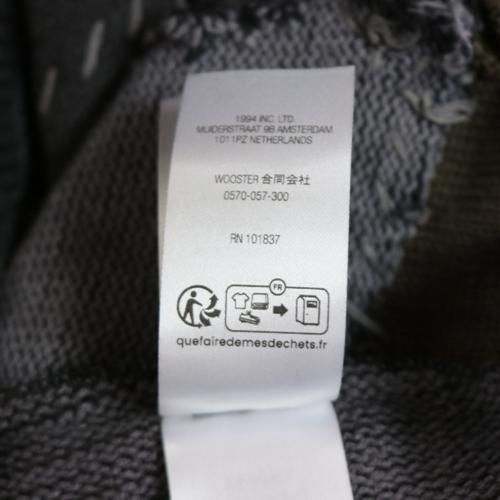 1994 INC. LTD.
MUIDERSTRAAT 9B AMSTERDAM
1011PZ NETHERLANDS
WOOSTER 合同会社
0570-057-300
RN 101837
FR
quefairedemesdechets.fr